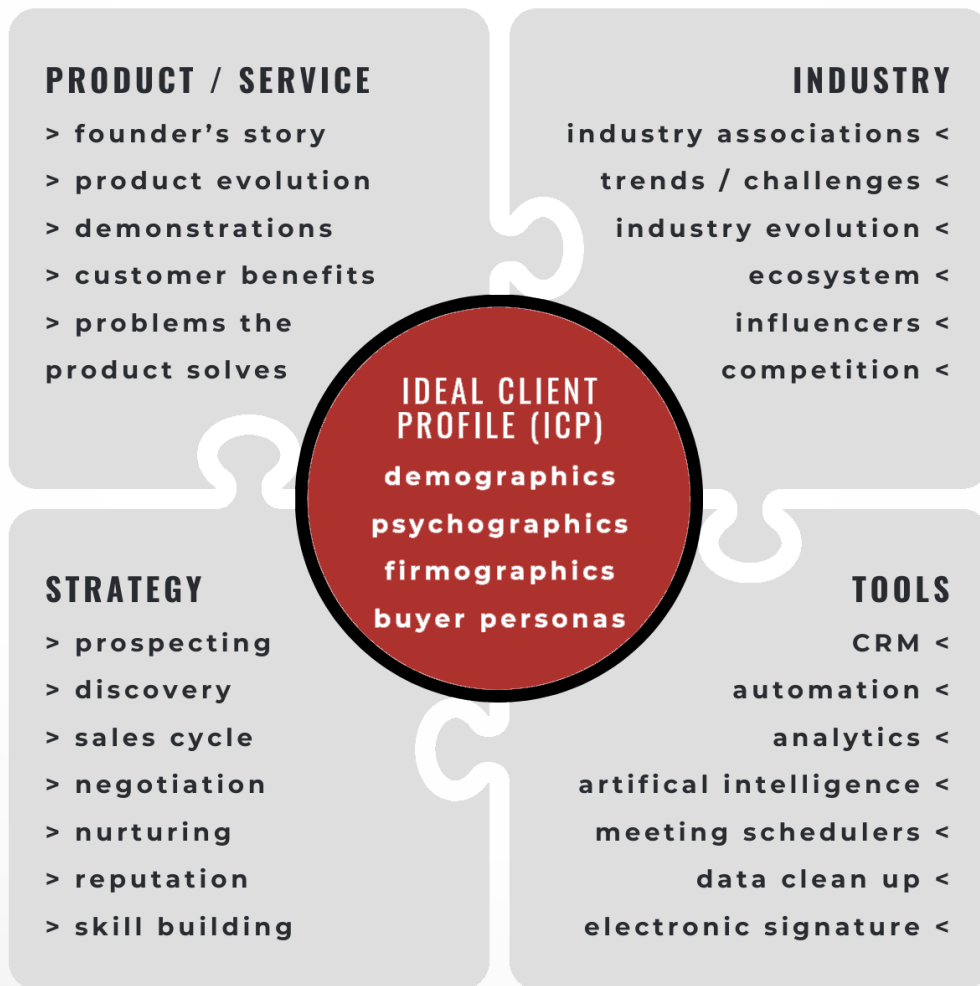 PRODUCT / SERVICE
> founder's story
> product evolution
> demonstrations
> customer benefits
> problems the
product solves
INDUSTRY
industry associations <
trends / challenges <
industry evolution <
ecosystem <
influencers <
competition <
IDEAL CLIENT
PROFILE (ICP)
demographics
psychographics
firmographics
buyer personas
STRATEGY
> prospecting
> discovery
> sales cycle
> negotiation
> nurturing
> reputation
> skill building
TOOLS
CRM <
automation <
analytics <
artifical intelligence <
meeting schedulers <
data clean up <
electronic signature <